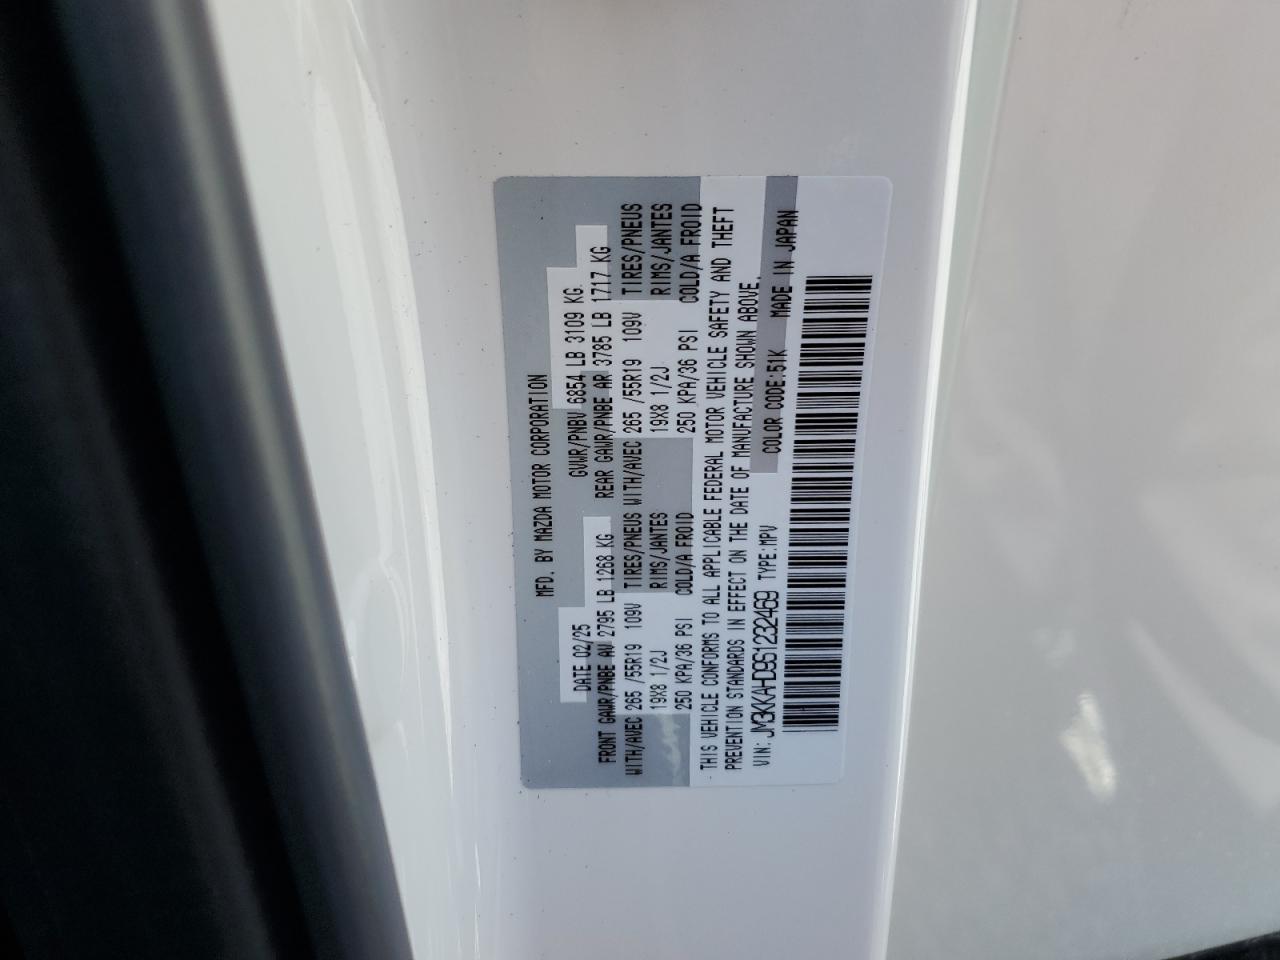 MFD. BY MAZDA MOTOR CORPORATION
DATE 02/25 GVWR/PNBV 6854 LB 3109 KG
FRONT GAWR/PNBE AV 2795 LB 1268 KG REAR GAWR/PNBE AR 3785 LB 1717 KG
WITH/AVEC 265 /55R19 109V TIRES/PNEUS WITH/AVEC 265 /55R19 109V TIRES/PNEUS
19X8 1/2J RIMS/JANTES 19X8 1/2J RIMS/JANTES
250 KPA/36 PSI COLD/A FROID 250 KPA/36 PSI COLD/A FROID
THIS VEHICLE CONFORMS TO ALL APPLICABLE FEDERAL MOTOR VEHICLE SAFETY AND THEFT
PREVENTION STANDARDS IN EFFECT ON THE DATE OF MANUFACTURE SHOWN ABOVE.
VIN: JM3KKAHD9S1232469 TYPE:MPV COLOR CODE:51K MADE IN JAPAN